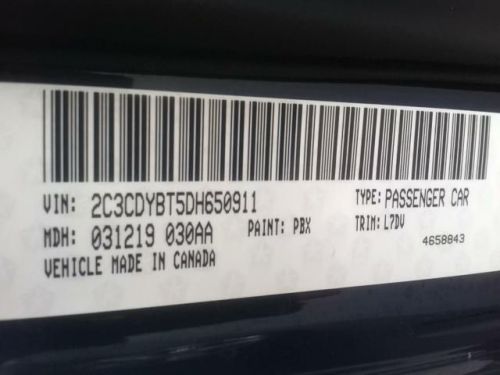 VIN: 2C3CDYBT5DH650911 TYPE: PASSENGER CAR
MDH: 031219 030AA PAINT: PBX TRIM: L7DV
VEHICLE MADE IN CANADA 4658843